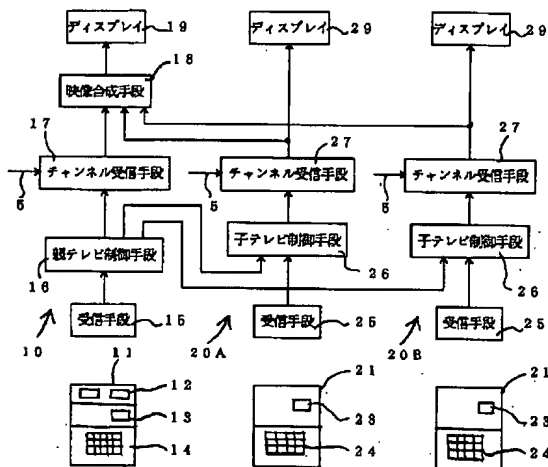 ディスプレイ
19
ディスプレイ
29
ディスプレイ
29
映像合成手段
18
17
チャンネル受信手段
5
27
チャンネル受信手段
5
27
チャンネル受信手段
5
親テレビ制御手段
16
子テレビ制御手段
26
子テレビ制御手段
26
受信手段
15
受信手段
25
受信手段
25
10
20A
20B
11
12
13
14
21
23
24
21
23
24